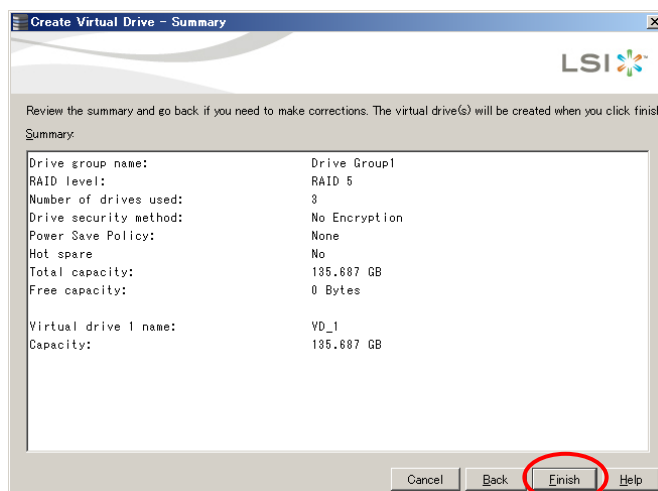 Create Virtual Drive - Summary
LSI
Review the summary and go back if you need to make corrections. The virtual drive(s) will be created when you click finis
Summary:
Drive group name: Drive Group1
RAID level: RAID 5
Number of drives used: 3
Drive security method: No Encryption
Power Save Policy: None
Hot spare No
Total capacity: 135.687 GB
Free capacity: 0 Bytes
Virtual drive 1 name: VD_1
Capacity: 135.687 GB
Cancel Back Finish Help